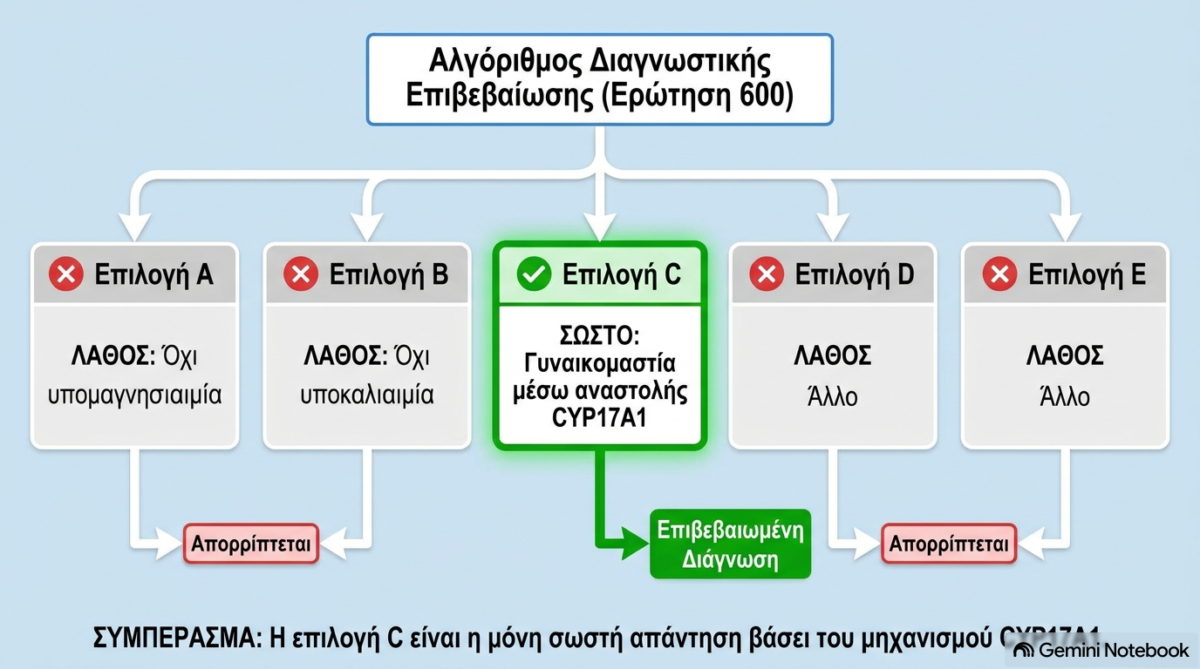 Αλγόριθμος Διαγνωστικής
Επιβεβαίωσης (Ερώτηση 600)
Επιλογή A
ΛΑΘΟΣ: Όχι
υπομαγνησιαιμία
Επιλογή B
ΛΑΘΟΣ: Όχι
υποκαλιαιμία
Επιλογή C
ΣΩΣΤΟ:
Γυναικομαστία
μέσω αναστολής
CYP17A1
Επιλογή D
ΛΑΘΟΣ
Άλλο
Επιλογή E
ΛΑΘΟΣ
Άλλο
Απορρίπτεται
Επιβεβαιωμένη
Διάγνωση
Απορρίπτεται
ΣΥΜΠΕΡΑΣΜΑ: Η επιλογή C είναι η μόνη σωστή απάντηση βάσει του μηχανισμού CYP17A1.
Gemini Notebook